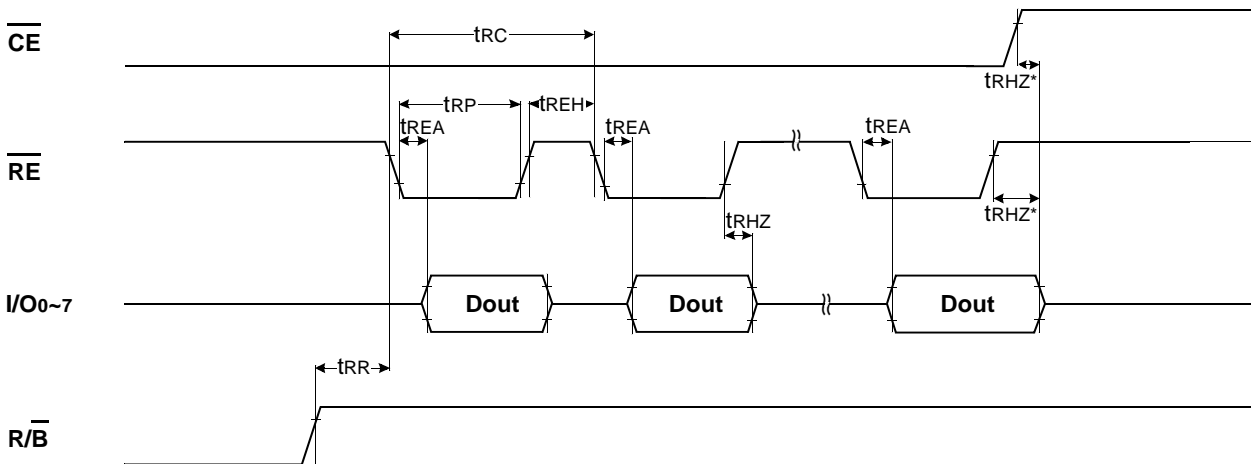 CE
tRC
tRHZ*
tRP
tREH
tREA
tREA
tREA
RE
tRHZ
tRHZ*
I/O0~7
Dout
Dout
Dout
tRR
R/B